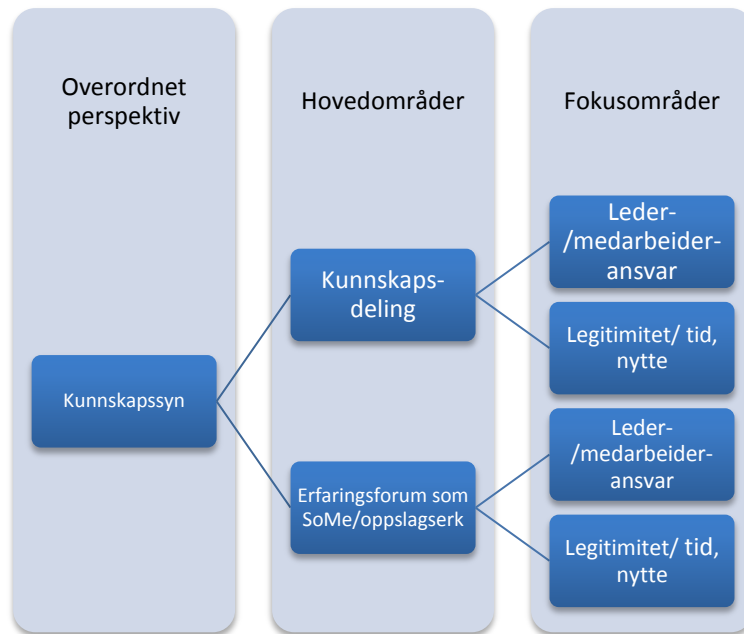 Overordnet
perspektiv
Kunnskapssyn
Hovedområder
Kunnskaps-
deling
Erfaringsforum som
SoMe/oppslagserk
Fokusområder
Leder-
/medarbeider-
ansvar
Legitimitet/ tid,
nytte
Leder-
/medarbeider-
ansvar
Legitimitet/ tid,
nytte